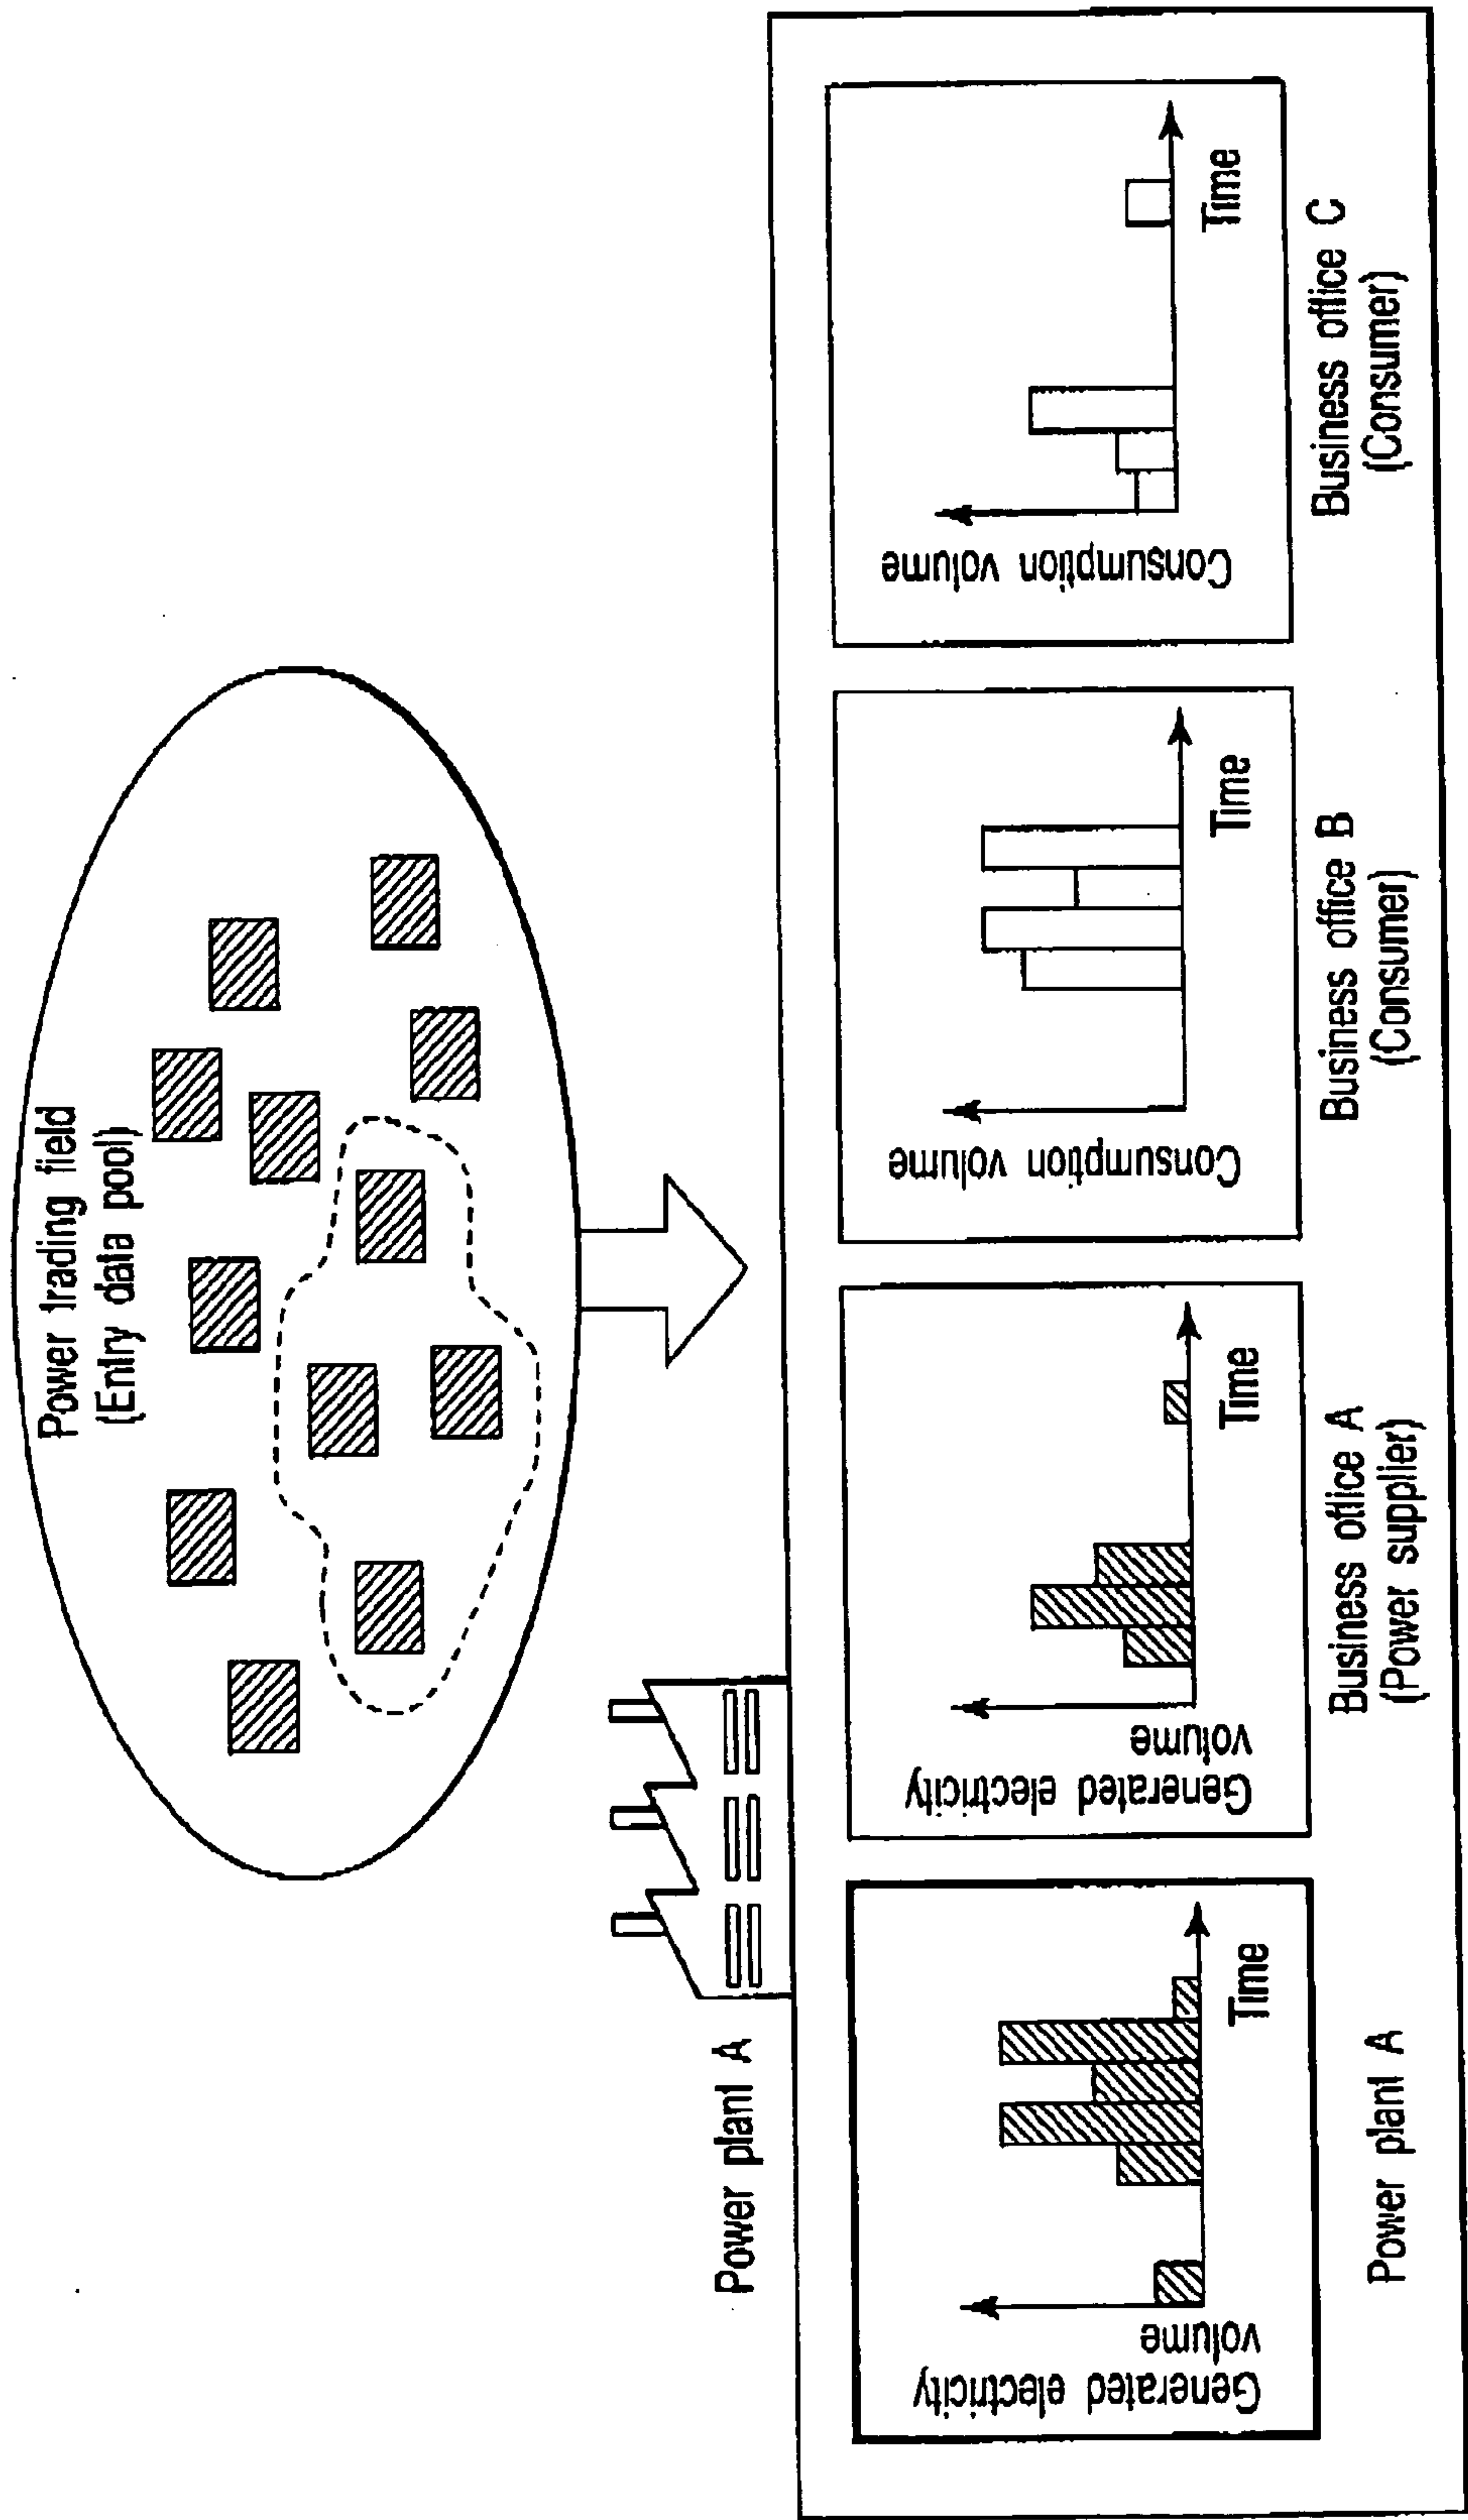 Power trading field
(Entry data pool)
Power plant A
Generated electricity
volume
Time
Power plant A
Generated electricity
volume
Time
Business office A
(Power supplier)
Consumption volume
Time
Business office B
(Consumer)
Consumption volume
Time
Business office C
(Consumer)